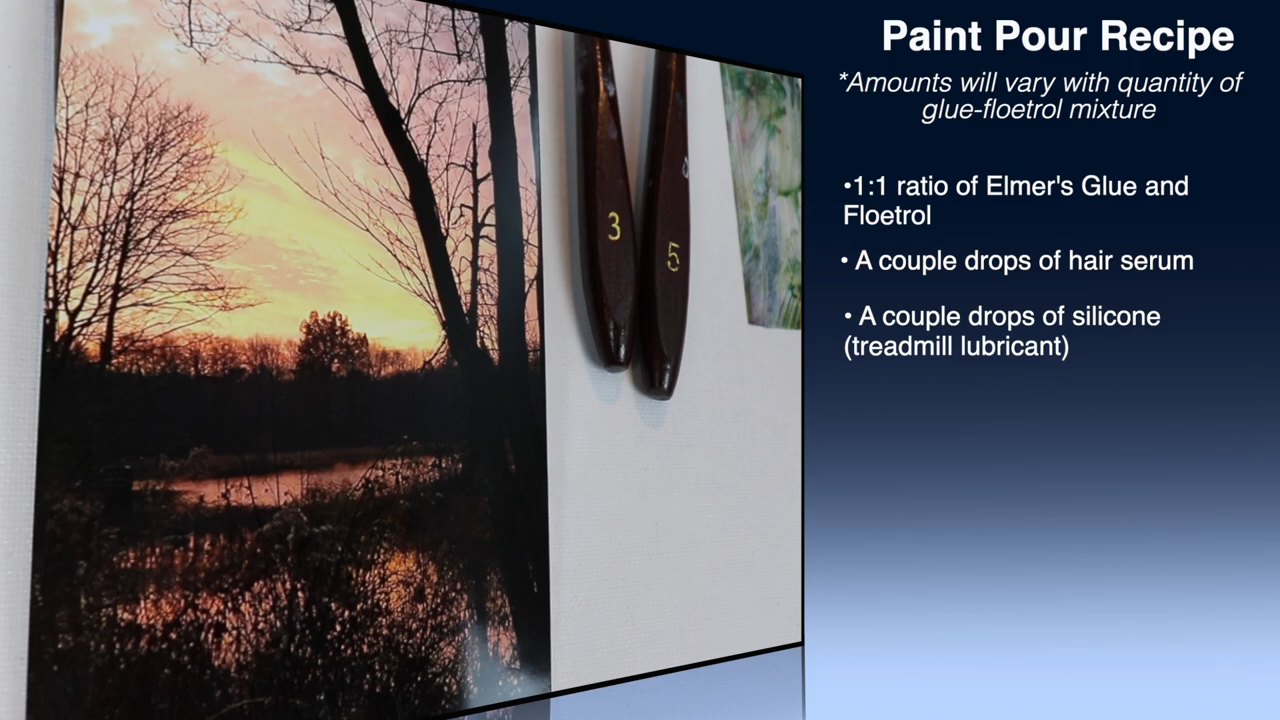 Paint Pour Recipe
*Amounts will vary with quantity of
glue-floetrol mixture
•1:1 ratio of Elmer's Glue and
Floetrol
• A couple drops of hair serum
• A couple drops of silicone
(treadmill lubricant)
3
5